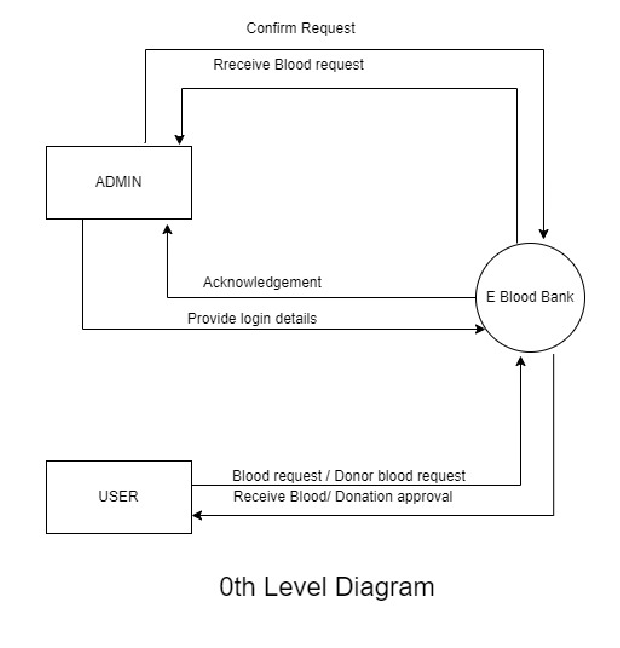 Confirm Request
Rreceive Blood request
ADMIN
Acknowledgement
E Blood Bank
Provide login details
Blood request / Donor blood request
USER
Receive Blood/ Donation approval
0th Level Diagram